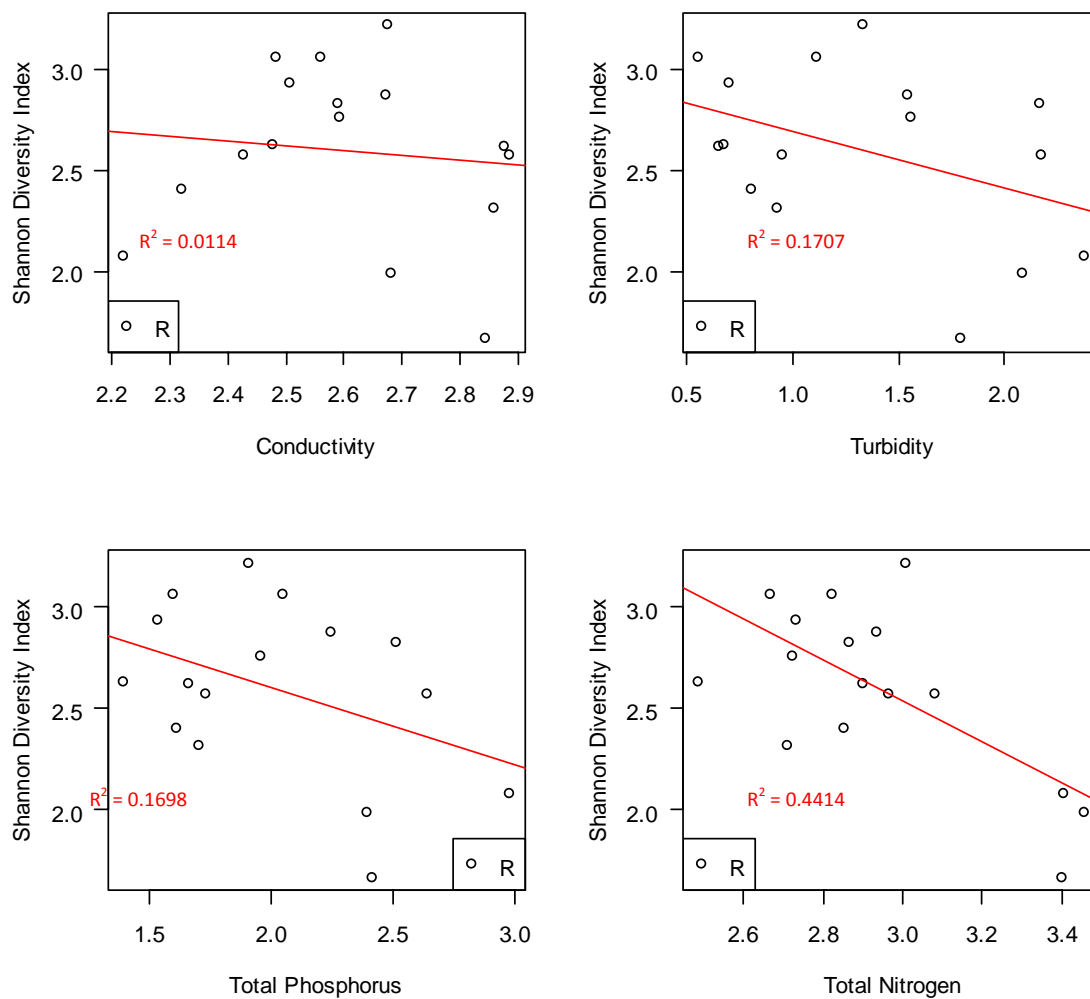 Shannon Diversity Index
3.0
2.5
2.0
R² = 0.0114
R
2.2 2.3 2.4 2.5 2.6 2.7 2.8 2.9
Conductivity
Shannon Diversity Index
3.0
2.5
2.0
R² = 0.1707
R
0.5 1.0 1.5 2.0
Turbidity
Shannon Diversity Index
3.0
2.5
2.0
R² = 0.1698
R
1.5 2.0 2.5 3.0
Total Phosphorus
Shannon Diversity Index
3.0
2.5
2.0
R² = 0.4414
R
2.6 2.8 3.0 3.2 3.4
Total Nitrogen